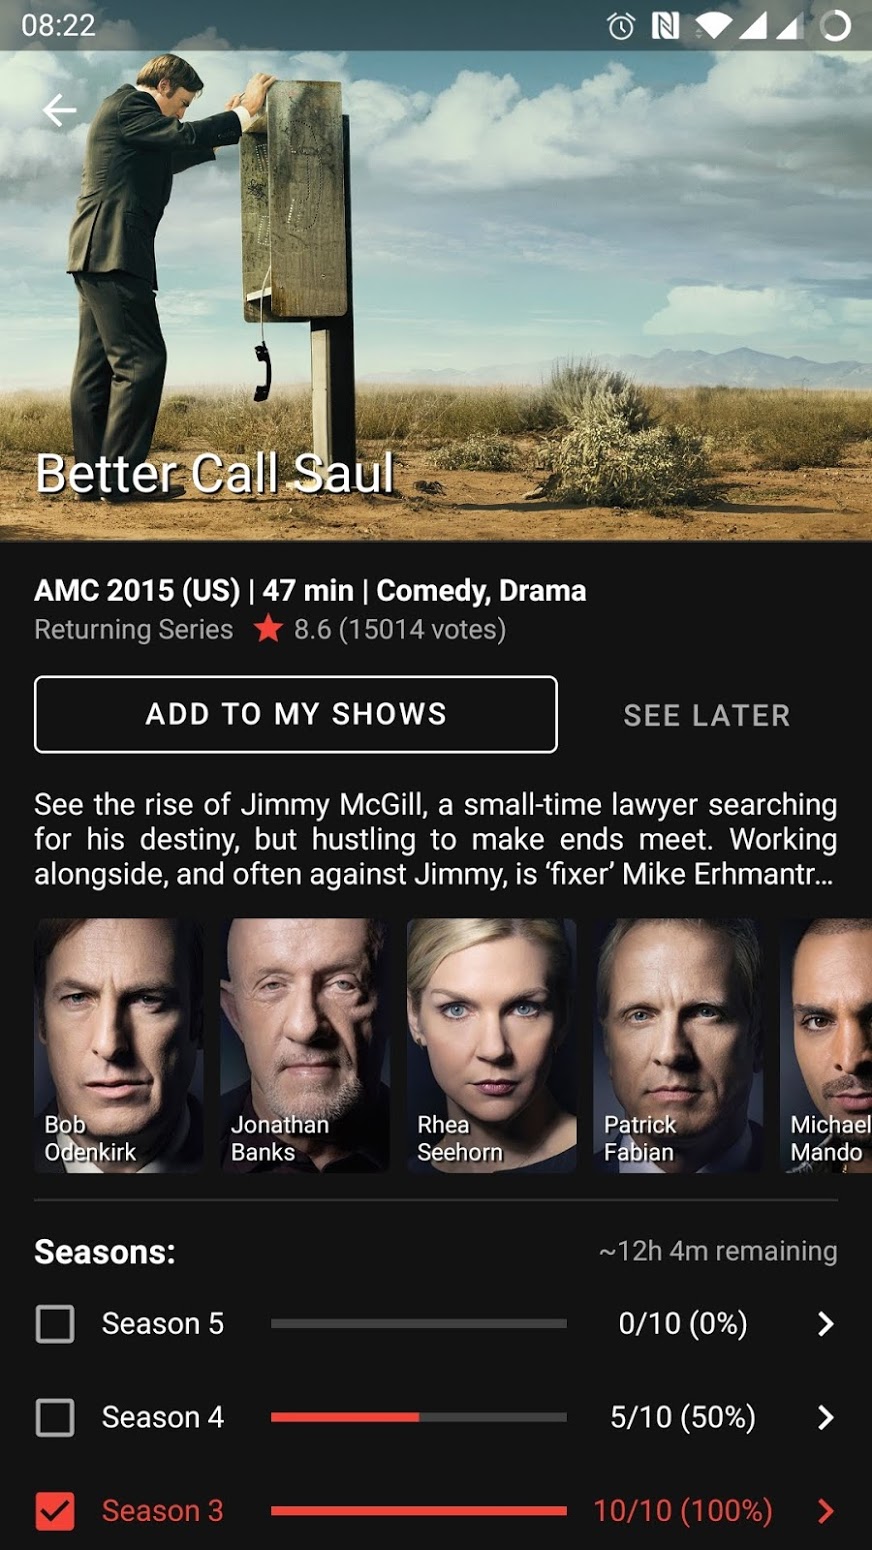 08:22
Better Call Saul
AMC 2015 (US) | 47 min | Comedy, Drama
Returning Series 8.6 (15014 votes)
ADD TO MY SHOWS
SEE LATER
See the rise of Jimmy McGill, a small-time lawyer searching
for his destiny, but hustling to make ends meet. Working
alongside, and often against Jimmy, is ‘fixer’ Mike Erhmantr...
Bob
Odenkirk
Jonathan
Banks
Rhea
Seehorn
Patrick
Fabian
Michael
Mando
Seasons:
~12h 4m remaining
Season 5 0/10 (0%)
Season 4 5/10 (50%)
Season 3 10/10 (100%)